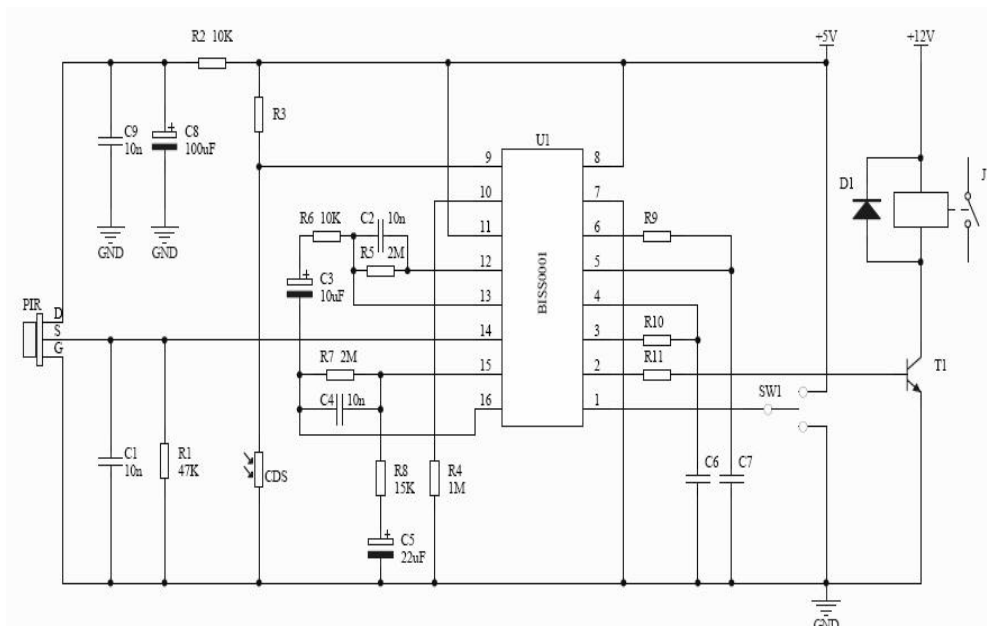 R2 10K
+5V
+12V
R3
C9
10n
C8
100uF
+
U1
GND
GND
9
10
11
12
13
14
15
16
8
7
6
5
4
3
2
1
BISS0001
R6 10K
C2
10n
R5
2M
+
C3
10uF
R9
R10
R11
D1
J
PIR
D
S
G
R7 2M
C4
10n
T1
SW1
C1
10n
R1
47K
CDS
R8
15K
R4
1M
C6
C7
+
C5
22uF
GND